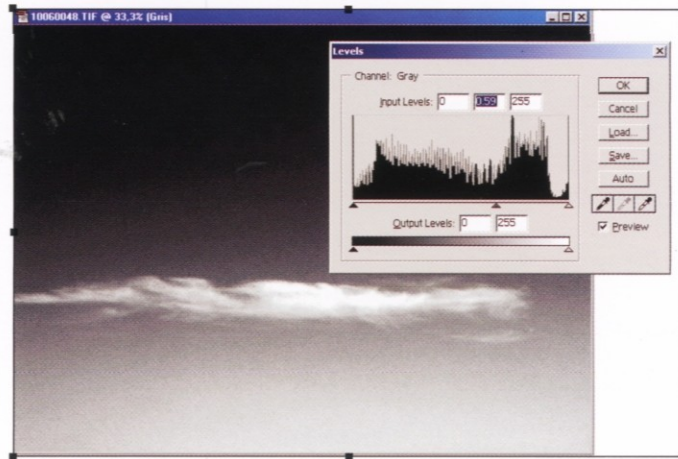 10060048.TIF @ 33,3% (Gris)
Levels
Channel: Gray
Input Levels: 0 0.59 255
OK
Cancel
Load...
Save...
Auto
Output Levels: 0 255
Preview